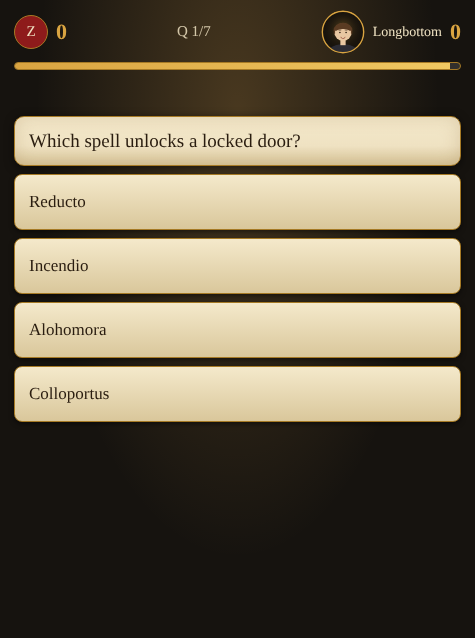 Z 0 Q 1/7 Longbottom 0
Which spell unlocks a locked door?
Reducto
Incendio
Alohomora
Colloportus